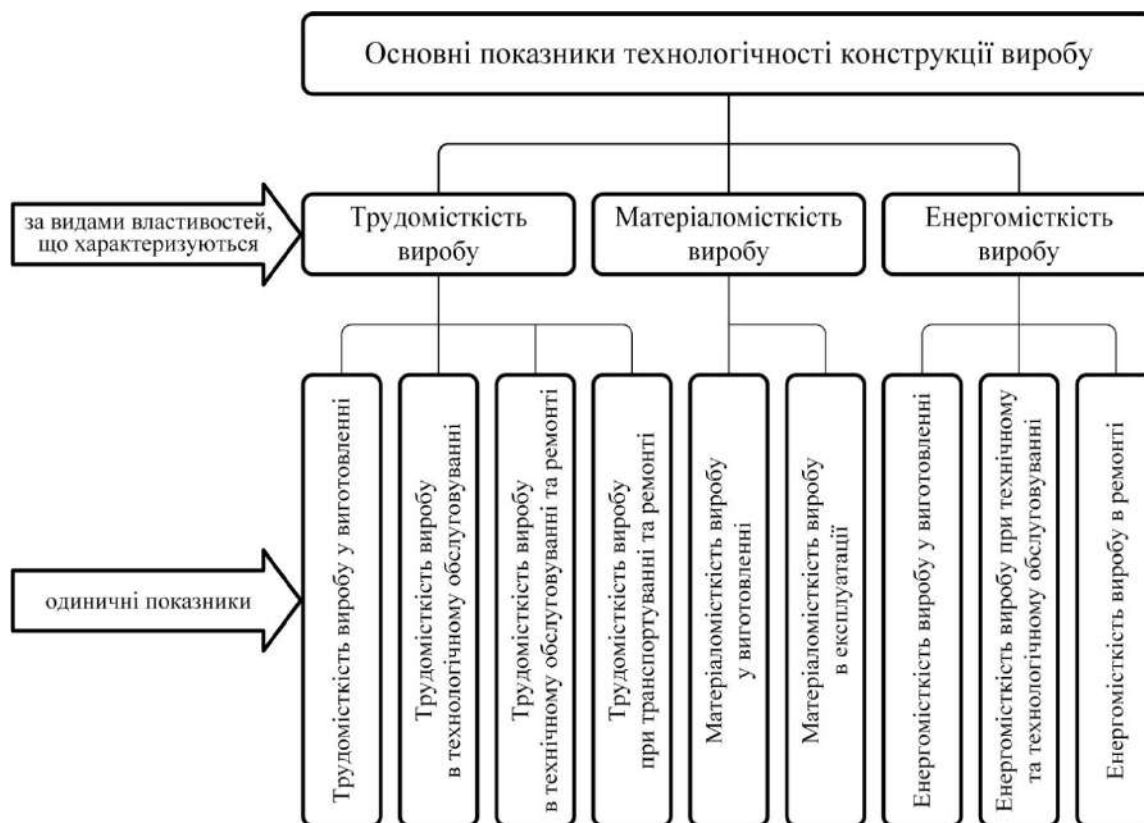 Основні показники технологічності конструкції виробу
за видами властивостей,
що характеризуються
Трудомісткість
виробу
Матеріаломісткість
виробу
Енергомісткість
виробу
одиничні показники
Трудомісткість виробу у виготовленні
Трудомісткість виробу
в технологічному обслуговуванні
Трудомісткість виробу
в технічному обслуговуванні та ремонті
Трудомісткість виробу
при транспортуванні та ремонті
Матеріаломісткість виробу
у виготовленні
Матеріаломісткість виробу
в експлуатації
Енергомісткість виробу у виготовленні
Енергомісткість виробу при технічному
та технологічному обслуговуванні
Енергомісткість виробу в ремонті